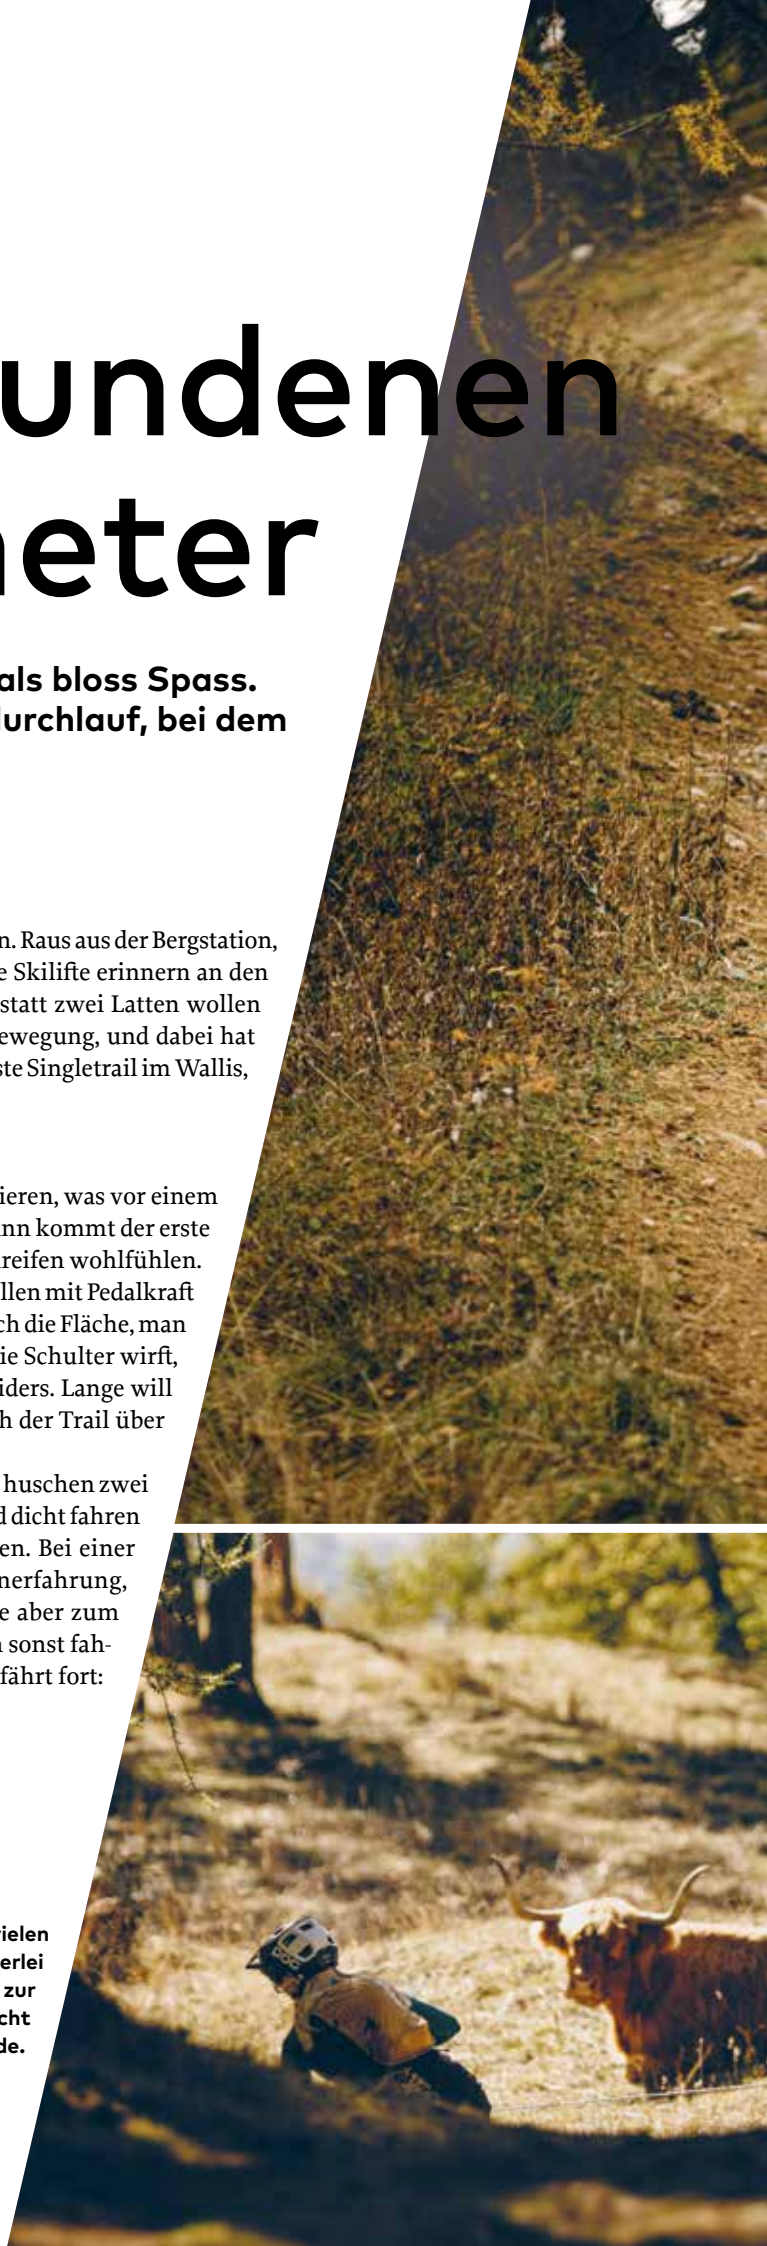 undenen
eter
als bloss Spass.
durchlauf, bei dem
n. Raus aus der Bergstation,
e Skilifte erinnern an den
statt zwei Latten wollen
ewegung, und dabei hat
ste Singletrail im Wallis,
ieren, was vor einem
nn kommt der erste
reifen wohlfühlen.
llen mit Pedalkraft
ch die Fläche, man
ie Schulter wirft,
iders. Lange will
h der Trail über
huschen zwei
d dicht fahren
en. Bei einer
nerfahrung,
e aber zum
n sonst fah-
fährt fort:
vielen
erlei
zur
cht
de.